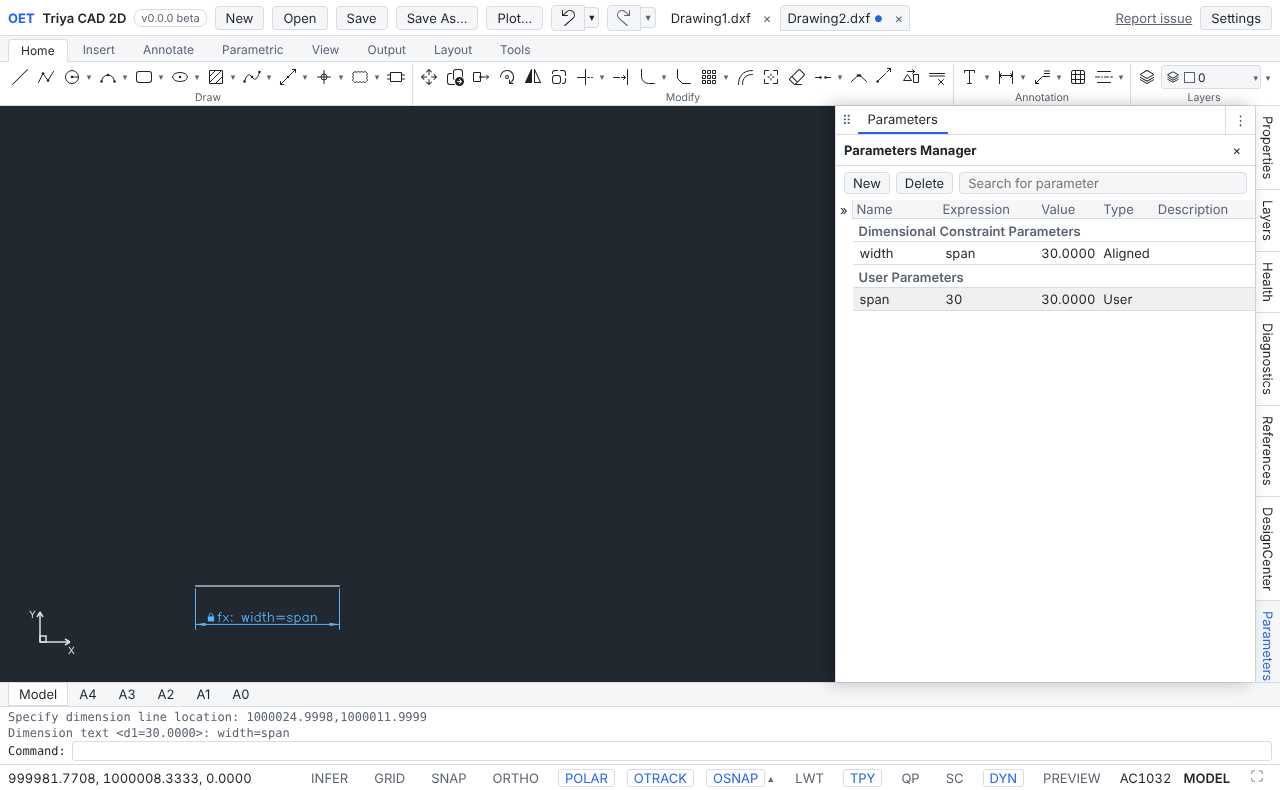 OET Triya CAD 2D v0.0.0 beta New Open Save Save As... Plot... Drawing1.dxf × Drawing2.dxf × Report issue Settings
Home Insert Annotate Parametric View Output Layout Tools
0
Draw Modify Annotation Layers
Parameters
Parameters Manager ×
New Delete Search for parameter
» Name Expression Value Type Description
Dimensional Constraint Parameters
width span 30.0000 Aligned
User Parameters
span 30 30.0000 User
Properties
Layers
Health
Diagnostics
References
DesignCenter
Parameters
fx: width=span
Y
X
Model A4 A3 A2 A1 A0
Specify dimension line location: 1000024.9998,1000011.9999
Dimension text <d1=30.0000>: width=span
Command:
999981.7708, 1000008.3333, 0.0000 INFER GRID SNAP ORTHO POLAR OTRACK OSNAP LWT TPY QP SC DYN PREVIEW AC1032 MODEL